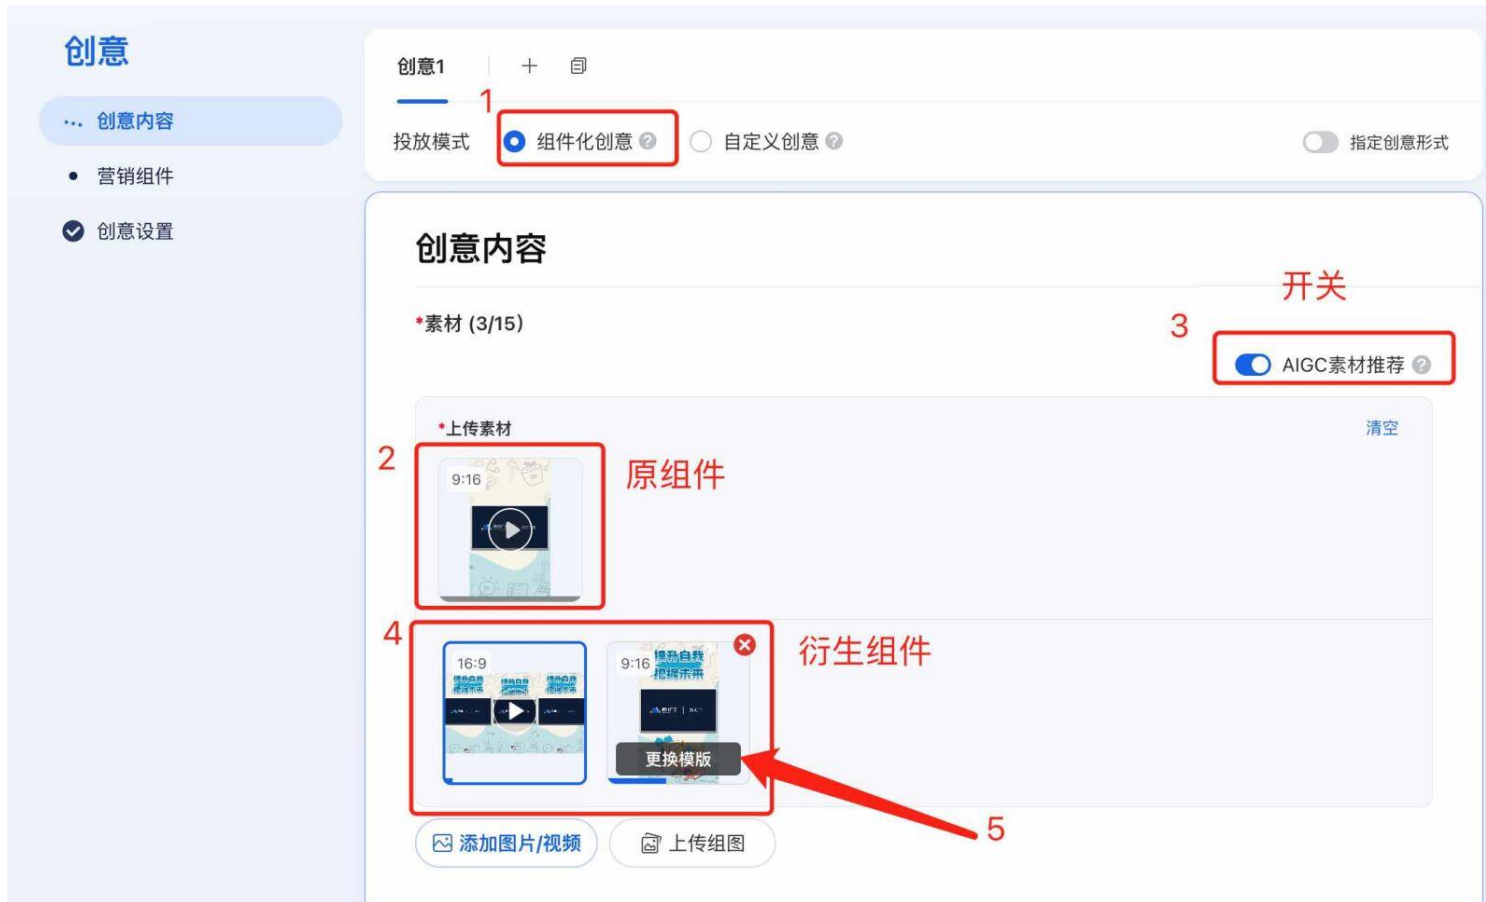 创意
创意1
1
创意内容
投放模式 组件化创意 自定义创意 指定创意形式
营销组件
创意设置
创意内容
开关
*素材 (3/15)
3
AIGC素材推荐
*上传素材 清空
2
9:16
原组件
4
16:9
9:16
提升自我
把握未来
衍生组件
更换模版
5
添加图片/视频 上传组图